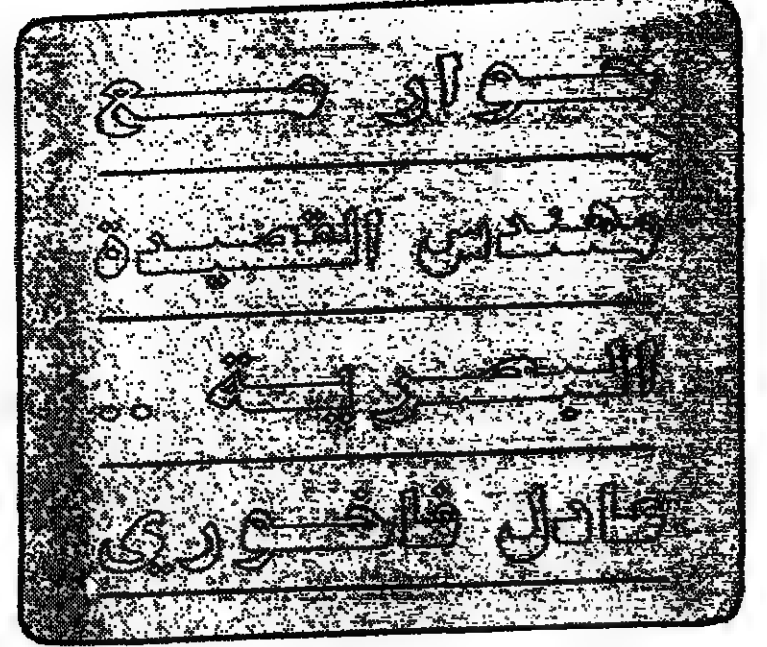 حوار مع
مهندس القصيدة
البصرية ..
عادل فاخوري